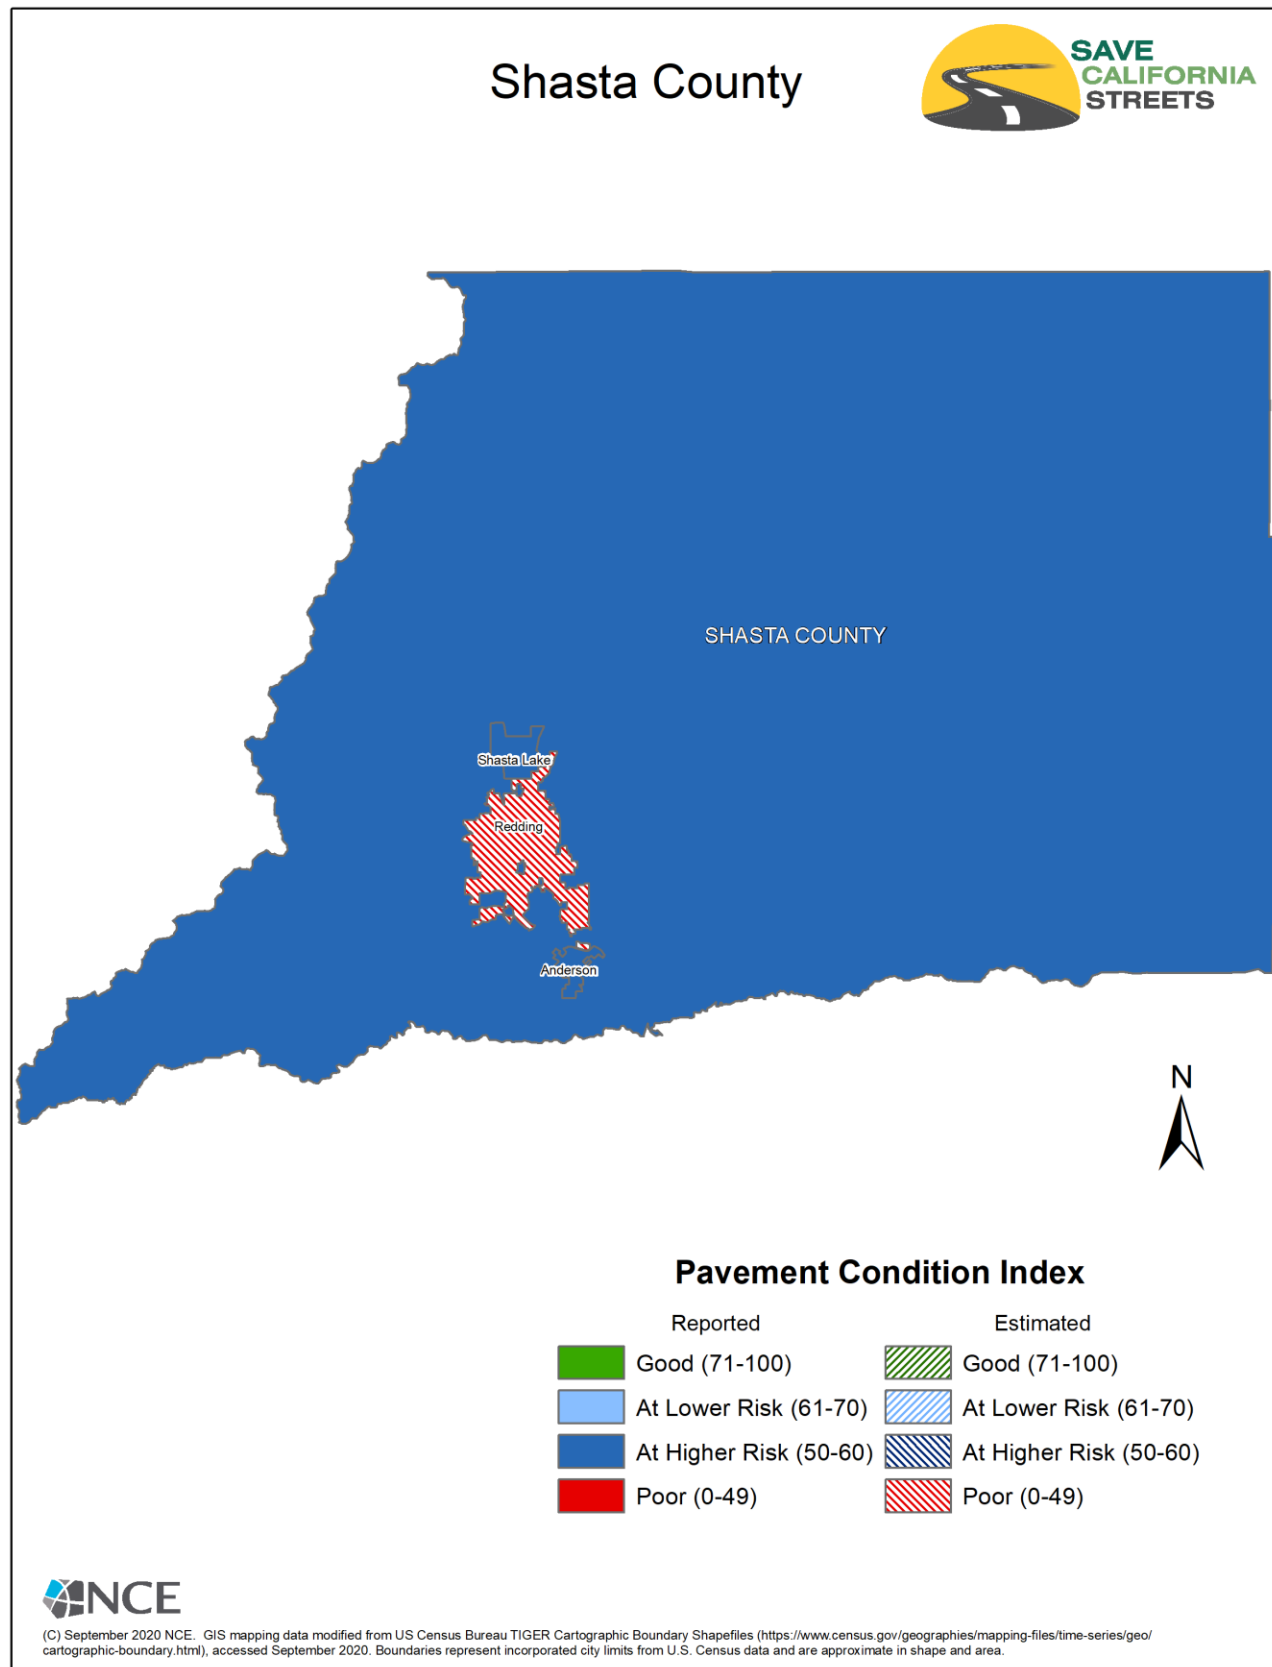 Shasta County
SAVE
CALIFORNIA
STREETS
SHASTA COUNTY
Shasta Lake
Redding
Anderson
N
Pavement Condition Index
Reported
Estimated
Good (71-100)
Good (71-100)
At Lower Risk (61-70)
At Lower Risk (61-70)
At Higher Risk (50-60)
At Higher Risk (50-60)
Poor (0-49)
Poor (0-49)
NCE
(C) September 2020 NCE.  GIS mapping data modified from US Census Bureau TIGER Cartographic Boundary Shapefiles (https://www.census.gov/geographies/mapping-files/time-series/geo/
cartographic-boundary.html), accessed September 2020. Boundaries represent incorporated city limits from U.S. Census data and are approximate in shape and area.